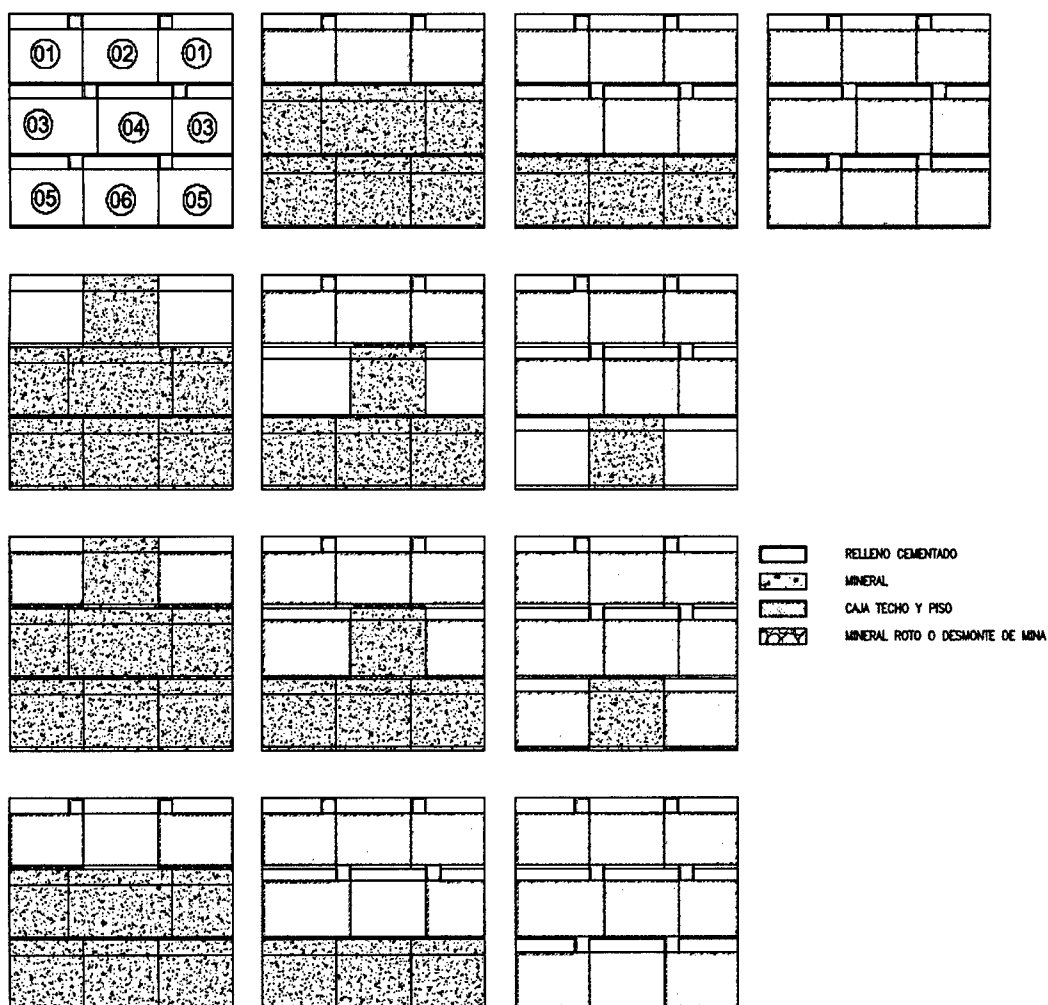 01 02 01
03 04 03
05 06 05
RELLENO CEMENTADO
MINERAL
CAJA TECHO Y PISO
MINERAL ROTO O DESMONTE DE MINA